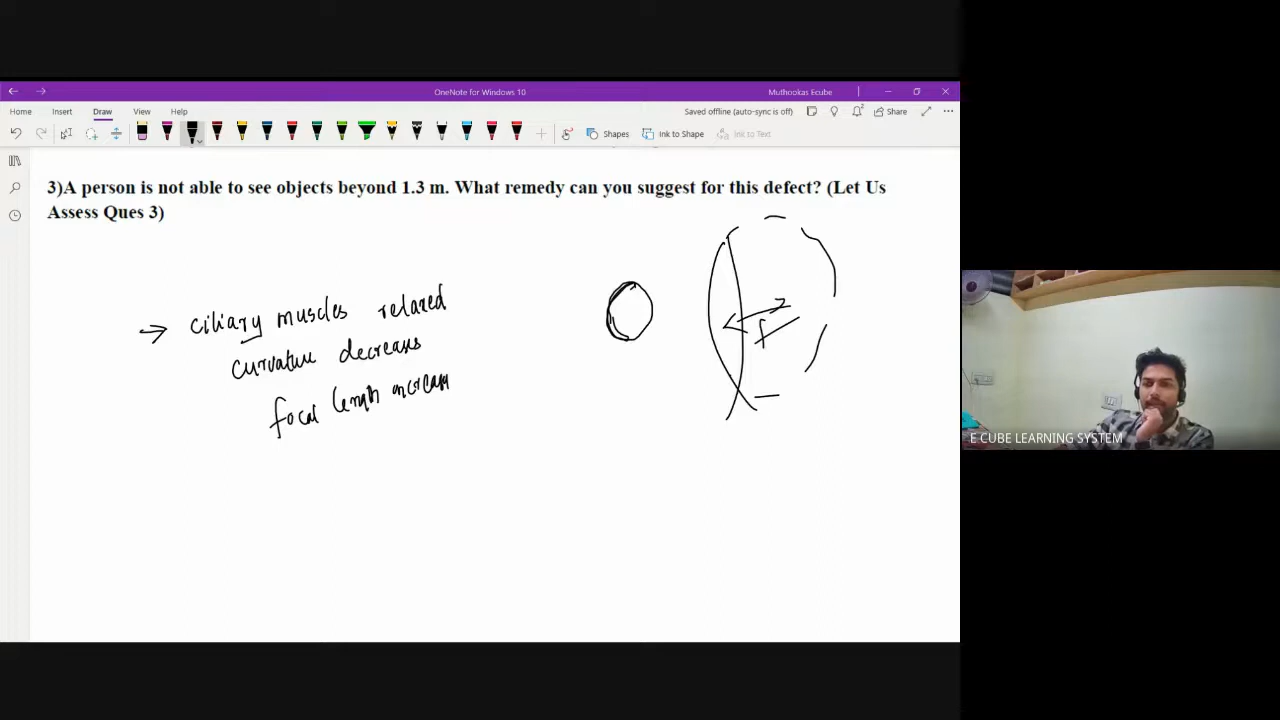 OneNote for Windows 10
Muthookas Ecube
Home Insert Draw View Help
Saved offline (auto-sync is off)
Share
Shapes
Ink to Shape
Ink to Text
3)A person is not able to see objects beyond 1.3 m. What remedy can you suggest for this defect? (Let Us
Assess Ques 3)
→ ciliary muscles relaxed
curvature decreases
focal length increases
f
E CUBE LEARNING SYSTEM